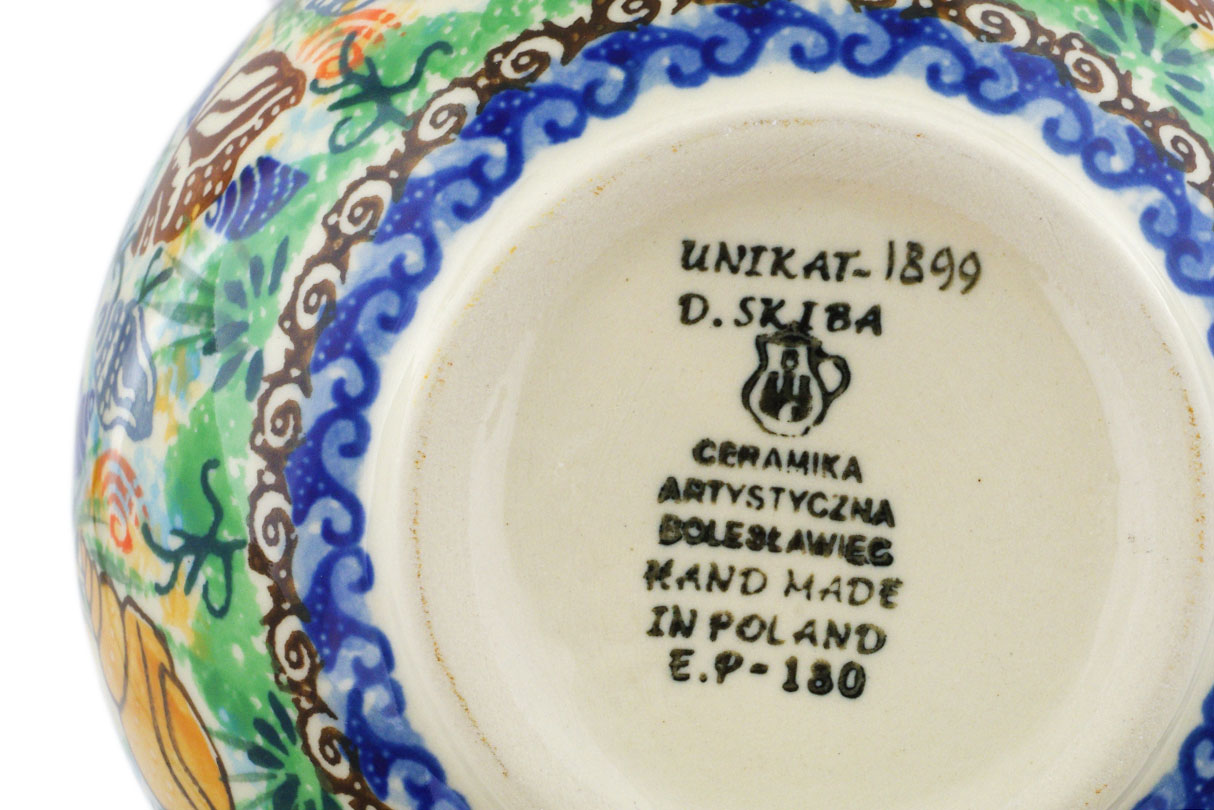 UNIKAT-1899
D. SKIBA
CERAMIKA
ARTYSTYCZNA
BOLESŁAWIEC
HAND MADE
IN POLAND
E.P-180